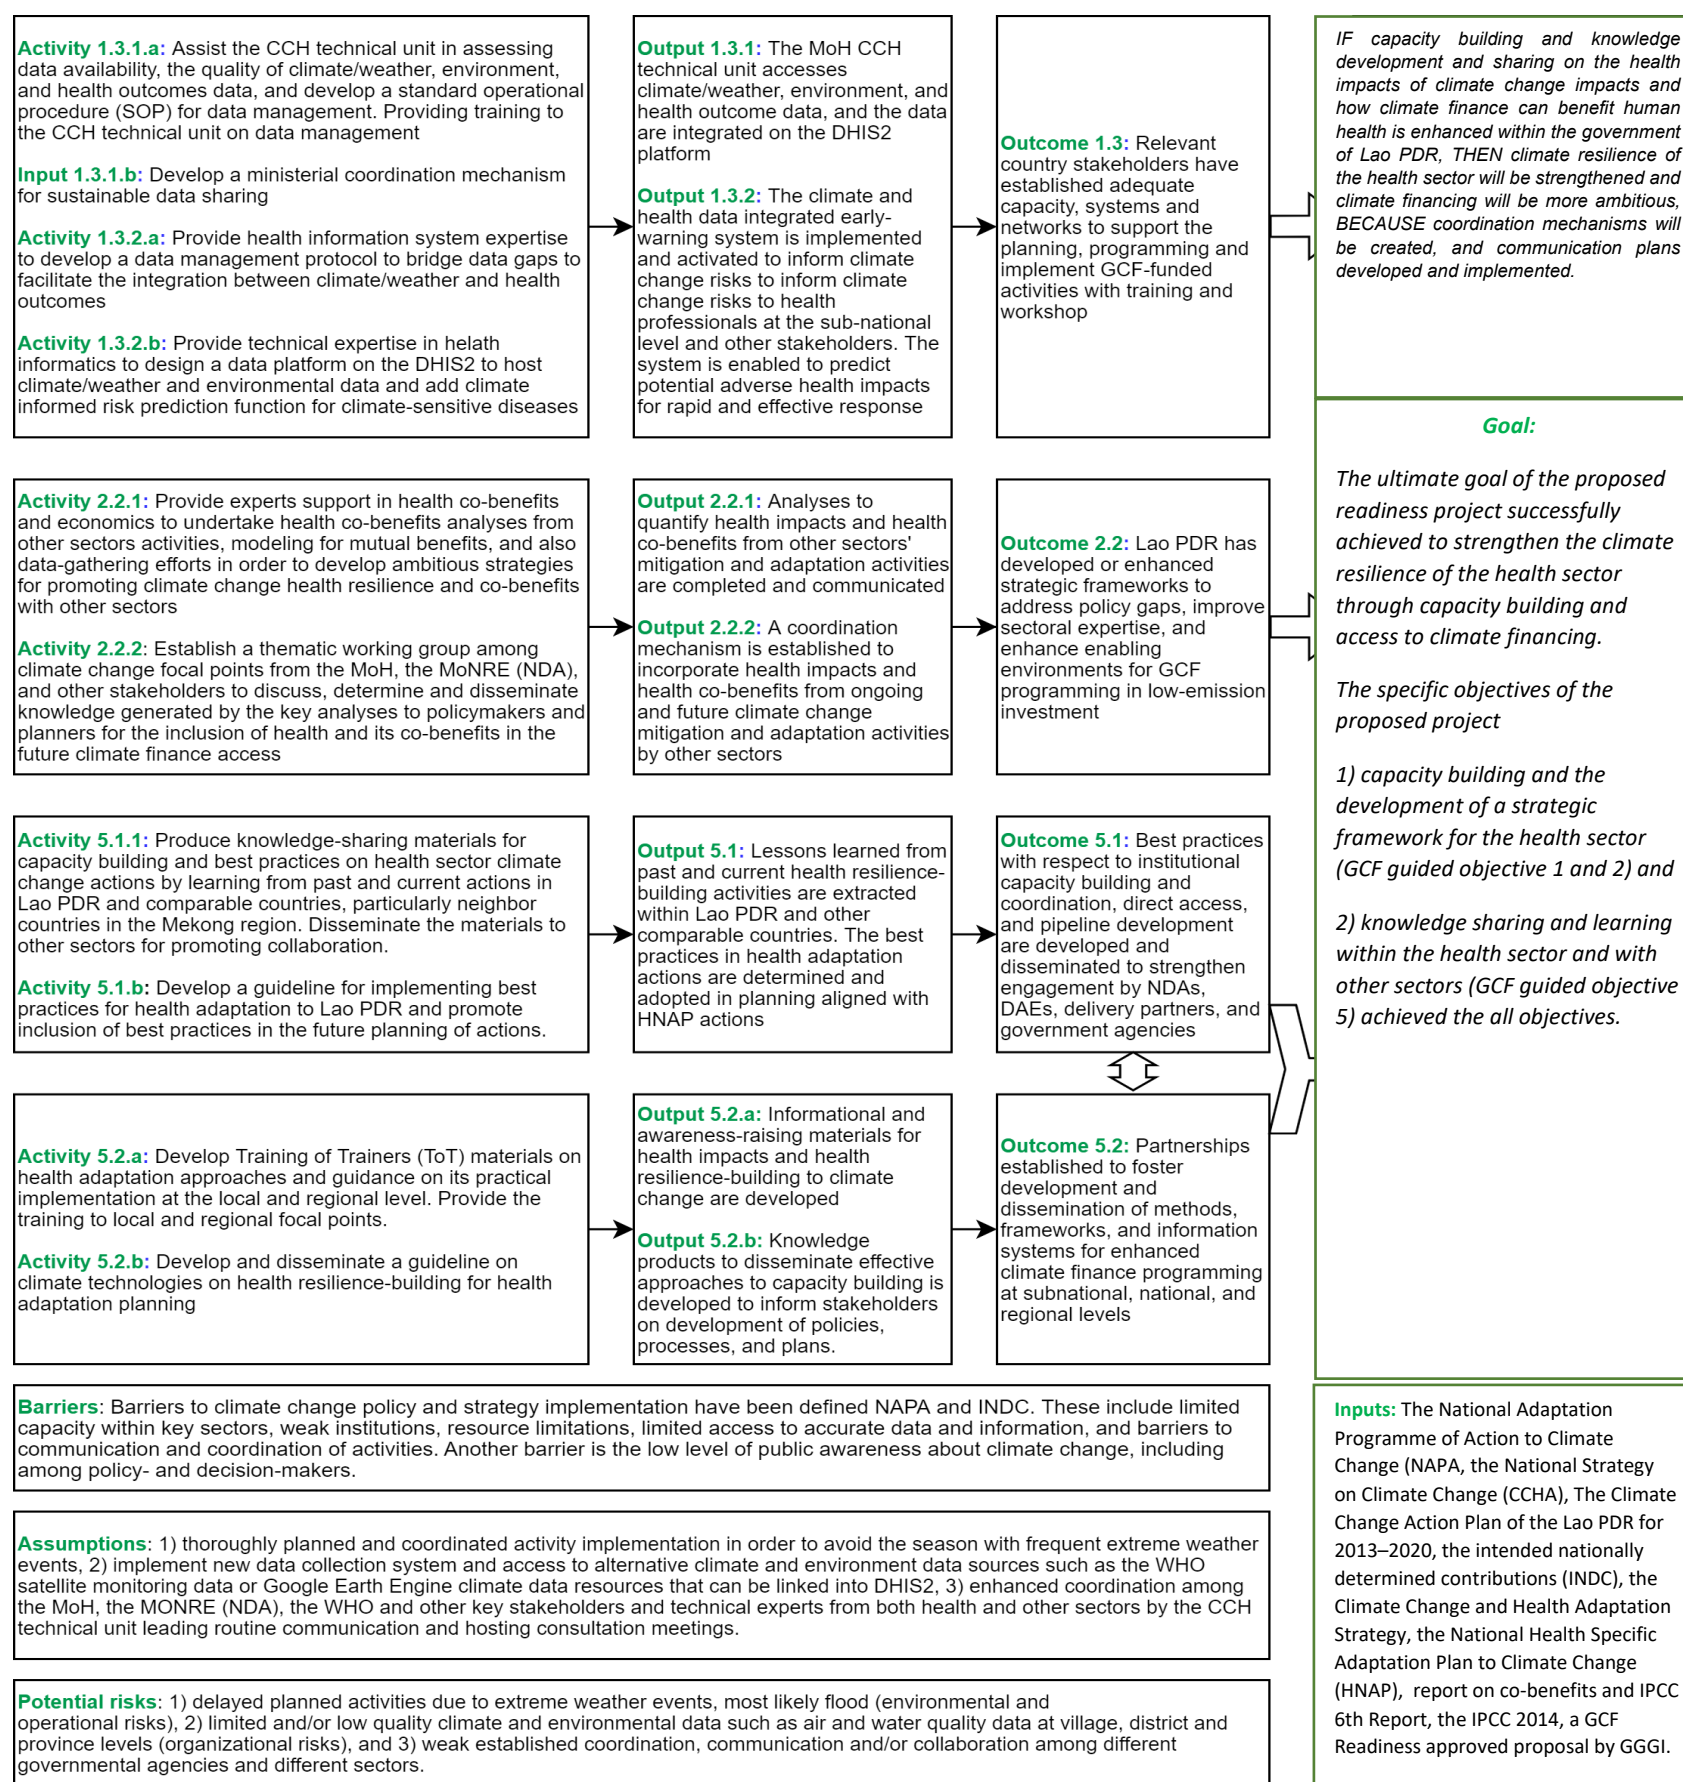 Activity 1.3.1.a: Assist the CCH technical unit in assessing
data availability, the quality of climate/weather, environment,
and health outcomes data, and develop a standard operational
procedure (SOP) for data management. Providing training to
the CCH technical unit on data management
Input 1.3.1.b: Develop a ministerial coordination mechanism
for sustainable data sharing
Activity 1.3.2.a: Provide health information system expertise
to develop a data management protocol to bridge data gaps to
facilitate the integration between climate/weather and health
outcomes
Activity 1.3.2.b: Provide technical expertise in helath
informatics to design a data platform on the DHIS2 to host
climate/weather and environmental data and add climate
informed risk prediction function for climate-sensitive diseases
Output 1.3.1: The MoH CCH
technical unit accesses
climate/weather, environment, and
health outcome data, and the data
are integrated on the DHIS2
platform
Output 1.3.2: The climate and
health data integrated early-
warning system is implemented
and activated to inform climate
change risks to inform climate
change risks to health
professionals at the sub-national
level and other stakeholders. The
system is enabled to predict
potential adverse health impacts
for rapid and effective response
Outcome 1.3: Relevant
country stakeholders have
established adequate
capacity, systems and
networks to support the
planning, programming and
implement GCF-funded
activities with training and
workshop
IF capacity building and knowledge
development and sharing on the health
impacts of climate change impacts and
how climate finance can benefit human
health is enhanced within the government
of Lao PDR, THEN climate resilience of
the health sector will be strengthened and
climate financing will be more ambitious,
BECAUSE coordination mechanisms will
be created, and communication plans
developed and implemented.
Activity 2.2.1: Provide experts support in health co-benefits
and economics to undertake health co-benefits analyses from
other sectors activities, modeling for mutual benefits, and also
data-gathering efforts in order to develop ambitious strategies
for promoting climate change health resilience and co-benefits
with other sectors
Activity 2.2.2: Establish a thematic working group among
climate change focal points from the MoH, the MoNRE (NDA),
and other stakeholders to discuss, determine and disseminate
knowledge generated by the key analyses to policymakers and
planners for the inclusion of health and its co-benefits in the
future climate finance access
Output 2.2.1: Analyses to
quantify health impacts and health
co-benefits from other sectors'
mitigation and adaptation activities
are completed and communicated
Output 2.2.2: A coordination
mechanism is established to
incorporate health impacts and
health co-benefits from ongoing
and future climate change
mitigation and adaptation activities
by other sectors
Outcome 2.2: Lao PDR has
developed or enhanced
strategic frameworks to
address policy gaps, improve
sectoral expertise, and
enhance enabling
environments for GCF
programming in low-emission
investment
Goal:
The ultimate goal of the proposed
readiness project successfully
achieved to strengthen the climate
resilience of the health sector
through capacity building and
access to climate financing.
The specific objectives of the
proposed project
1) capacity building and the
development of a strategic
framework for the health sector
(GCF guided objective 1 and 2) and
2) knowledge sharing and learning
within the health sector and with
other sectors (GCF guided objective
5) achieved the all objectives.
Activity 5.1.1: Produce knowledge-sharing materials for
capacity building and best practices on health sector climate
change actions by learning from past and current actions in
Lao PDR and comparable countries, particularly neighbor
countries in the Mekong region. Disseminate the materials to
other sectors for promoting collaboration.
Activity 5.1.b: Develop a guideline for implementing best
practices for health adaptation to Lao PDR and promote
inclusion of best practices in the future planning of actions.
Output 5.1: Lessons learned from
past and current health resilience-
building activities are extracted
within Lao PDR and other
comparable countries. The best
practices in health adaptation
actions are determined and
adopted in planning aligned with
HNAP actions
Outcome 5.1: Best practices
with respect to institutional
capacity building and
coordination, direct access,
and pipeline development
are developed and
disseminated to strengthen
engagement by NDAs,
DAEs, delivery partners, and
government agencies
Activity 5.2.a: Develop Training of Trainers (ToT) materials on
health adaptation approaches and guidance on its practical
implementation at the local and regional level. Provide the
training to local and regional focal points.
Activity 5.2.b: Develop and disseminate a guideline on
climate technologies on health resilience-building for health
adaptation planning
Output 5.2.a: Informational and
awareness-raising materials for
health impacts and health
resilience-building to climate
change are developed
Output 5.2.b: Knowledge
products to disseminate effective
approaches to capacity building is
developed to inform stakeholders
on development of policies,
processes, and plans.
Outcome 5.2: Partnerships
established to foster
development and
dissemination of methods,
frameworks, and information
systems for enhanced
climate finance programming
at subnational, national, and
regional levels
Barriers: Barriers to climate change policy and strategy implementation have been defined NAPA and INDC. These include limited
capacity within key sectors, weak institutions, resource limitations, limited access to accurate data and information, and barriers to
communication and coordination of activities. Another barrier is the low level of public awareness about climate change, including
among policy- and decision-makers.
Assumptions: 1) thoroughly planned and coordinated activity implementation in order to avoid the season with frequent extreme weather
events, 2) implement new data collection system and access to alternative climate and environment data sources such as the WHO
satellite monitoring data or Google Earth Engine climate data resources that can be linked into DHIS2, 3) enhanced coordination among
the MoH, the MONRE (NDA), the WHO and other key stakeholders and technical experts from both health and other sectors by the CCH
technical unit leading routine communication and hosting consultation meetings.
Potential risks: 1) delayed planned activities due to extreme weather events, most likely flood (environmental and
operational risks), 2) limited and/or low quality climate and environmental data such as air and water quality data at village, district and
province levels (organizational risks), and 3) weak established coordination, communication and/or collaboration among different
governmental agencies and different sectors.
Inputs: The National Adaptation
Programme of Action to Climate
Change (NAPA, the National Strategy
on Climate Change (CCHA), The Climate
Change Action Plan of the Lao PDR for
2013–2020, the intended nationally
determined contributions (INDC), the
Climate Change and Health Adaptation
Strategy, the National Health Specific
Adaptation Plan to Climate Change
(HNAP), report on co-benefits and IPCC
6th Report, the IPCC 2014, a GCF
Readiness approved proposal by GGGI.